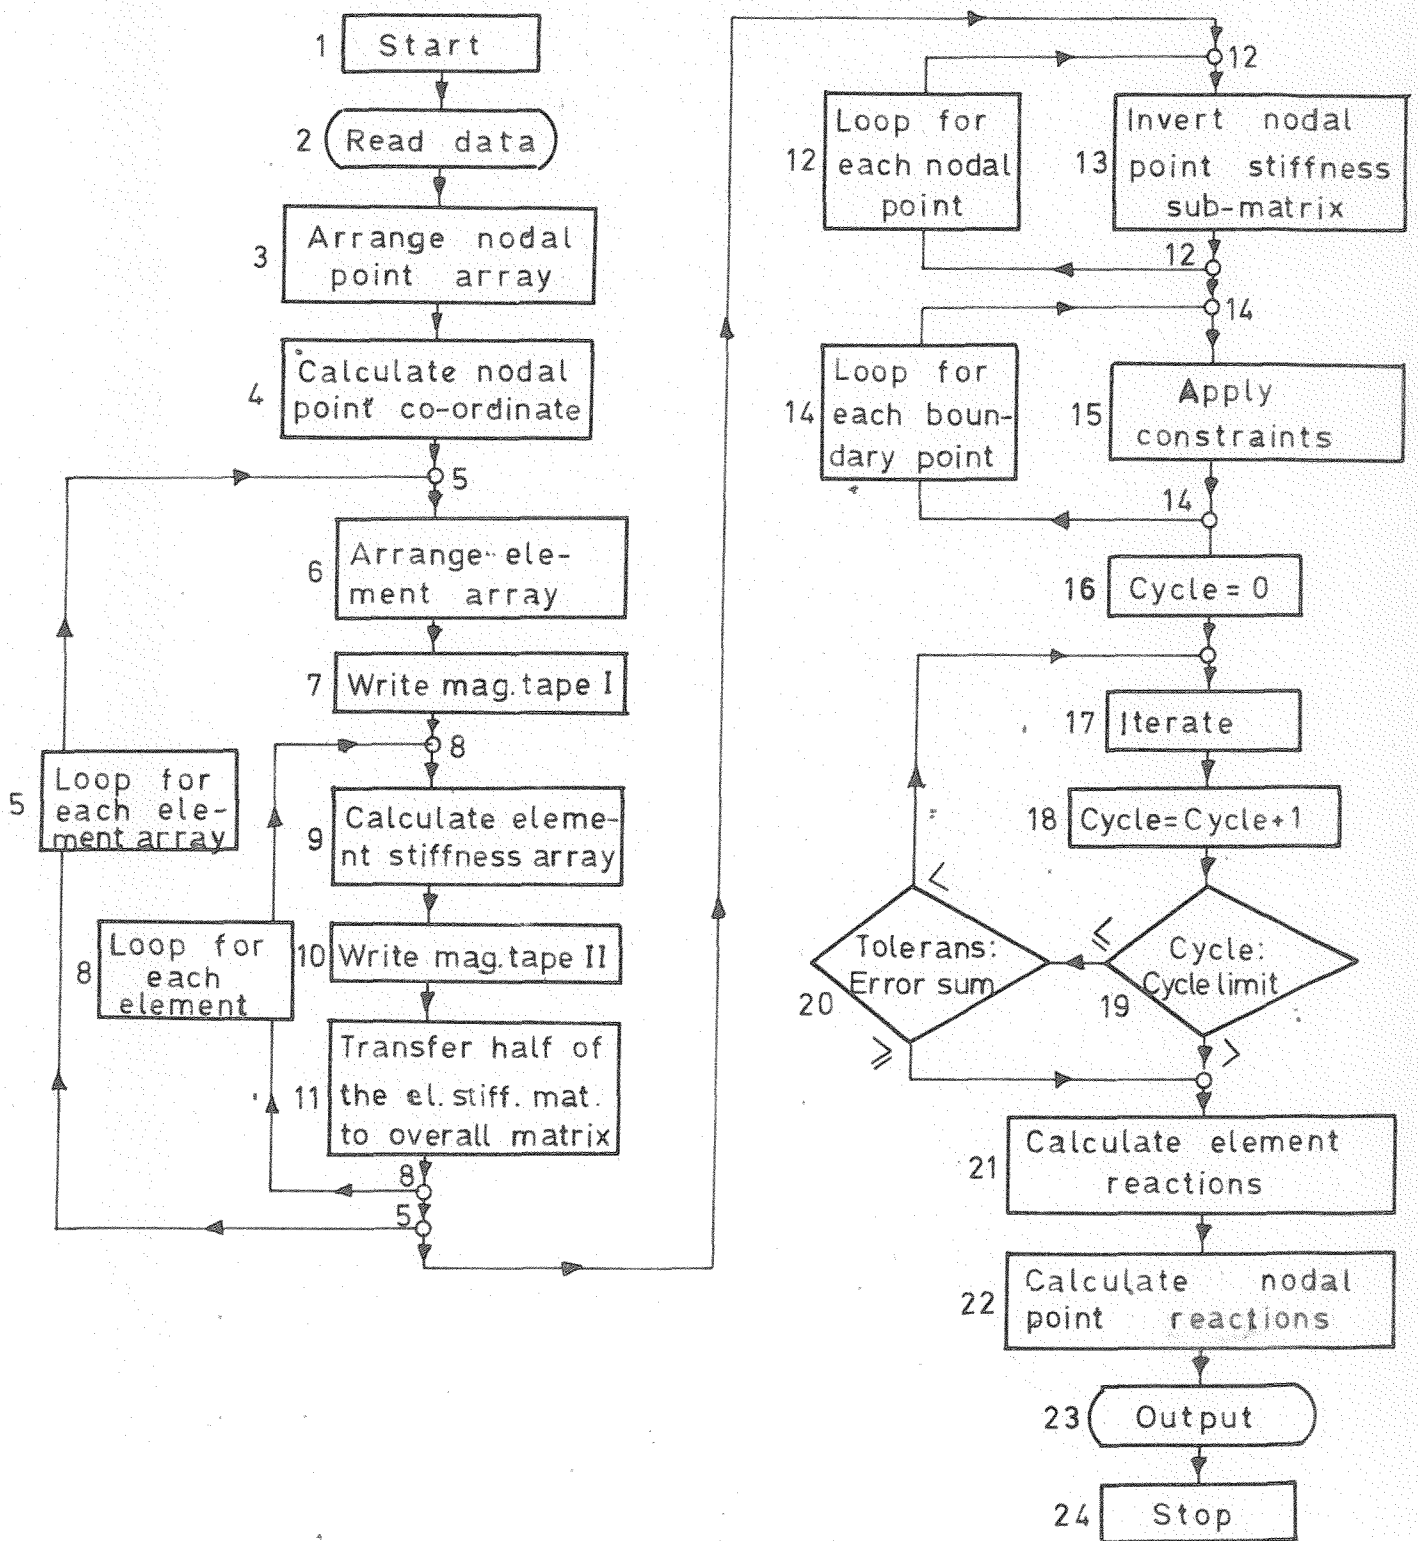 1 Start
2 Read data
3 Arrange nodal
point array
4 Calculate nodal
point co-ordinate
5
6 Arrange ele-
ment array
7 Write mag. tape I
8
5 Loop for
each ele-
ment array
9 Calculate eleme-
nt stiffness array
8 Loop for
each
element
10 Write mag. tape II
11 Transfer half of
the el. stiff. mat.
to overall matrix
8
5
12
12 Loop for
each nodal
point
13 Invert nodal
point stiffness
sub-matrix
12
14
14 Loop for
each boun-
dary point
15 Apply
constraints
14
16 Cycle = 0
17 Iterate
18 Cycle = Cycle + 1
<
≤
20 Tolerans:
Error sum
19 Cycle:
Cycle limit
≥
>
21 Calculate element
reactions
22 Calculate nodal
point reactions
23 Output
24 Stop